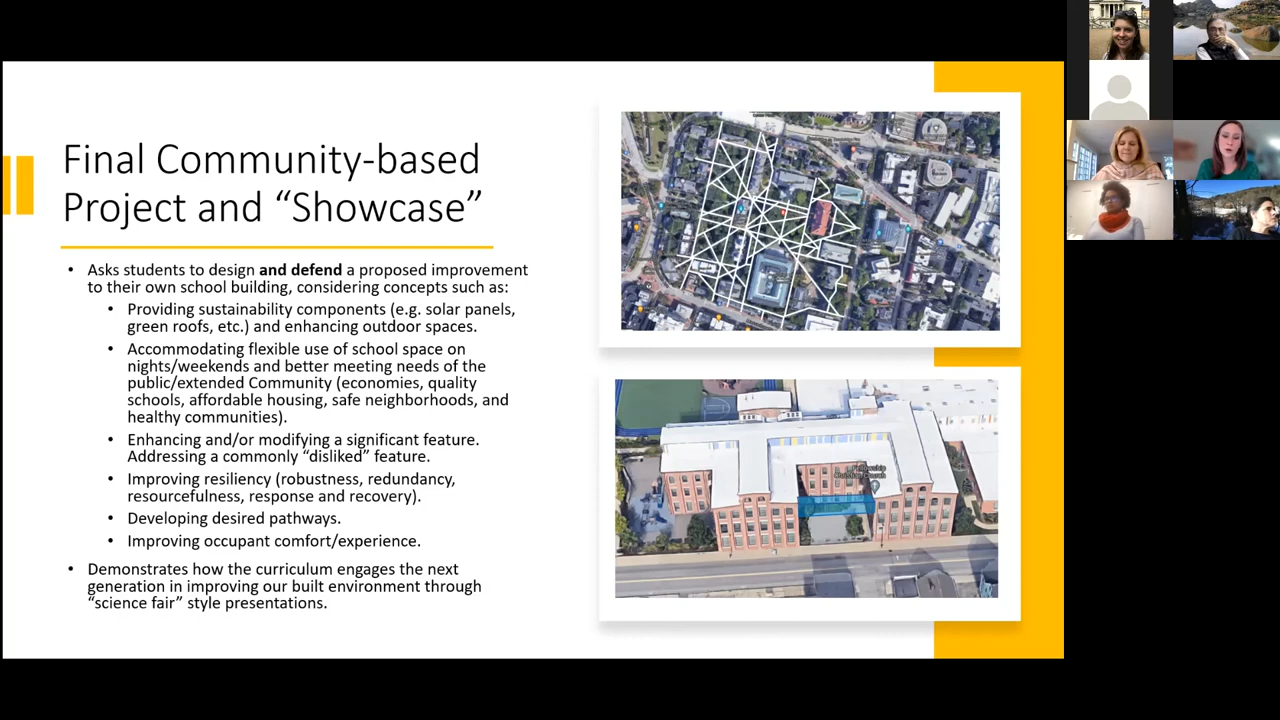 Final Community-based
Project and “Showcase”
• Asks students to design and defend a proposed improvement
to their own school building, considering concepts such as:
• Providing sustainability components (e.g. solar panels,
green roofs, etc.) and enhancing outdoor spaces.
• Accommodating flexible use of school space on
nights/weekends and better meeting needs of the
public/extended Community (economies, quality
schools, affordable housing, safe neighborhoods, and
healthy communities).
• Enhancing and/or modifying a significant feature.
Addressing a commonly “disliked” feature.
• Improving resiliency (robustness, redundancy,
resourcefulness, response and recovery).
• Developing desired pathways.
• Improving occupant comfort/experience.
• Demonstrates how the curriculum engages the next
generation in improving our built environment through
“science fair” style presentations.
Fellowship
Christian Church